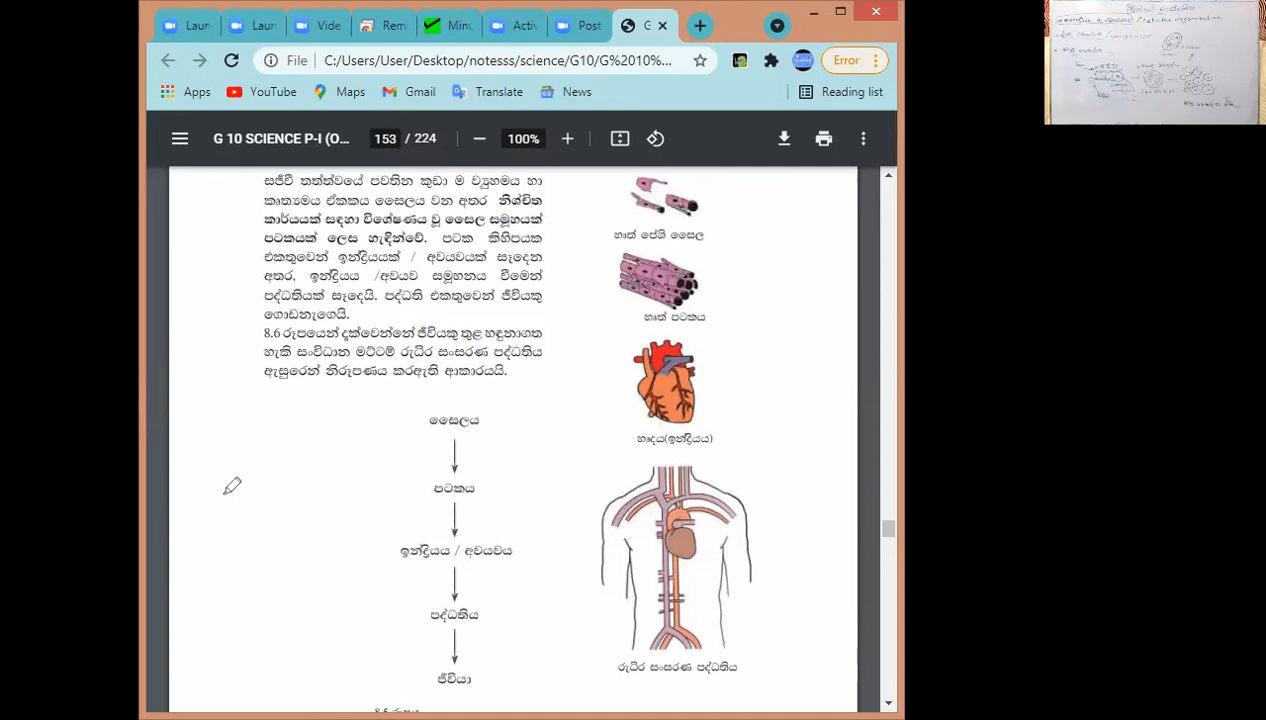 Laun
Laun
Vide
Rem
Minu
Activ
Post
G
File
C:/Users/User/Desktop/notesss/science/G10/G%2010%...
Error
Apps
YouTube
Maps
Gmail
Translate
News
Reading list
G 10 SCIENCE P-I (O...
153 / 224
100%
සජීවී තත්ත්වයේ පවතින කුඩා ම ව්‍යුහමය හා
කෘත්‍යමය ඒකකය සෛලය වන අතර නිශ්චිත
කාර්යයක් සඳහා විශේෂණය වූ සෛල සමූහයක්
පටකයක් ලෙස හැඳින්වේ. පටක කිහිපයක
එකතුවෙන් ඉන්ද්‍රියයක් / අවයවයක් සෑදෙන
අතර, ඉන්ද්‍රියය /අවයව සමූහනය වීමෙන්
පද්ධතියක් සෑදෙයි. පද්ධති එකතුවෙන් ජීවියකු
ගොඩනැගෙයි.
8.6 රූපයෙන් දැක්වෙන්නේ ජීවියකු තුළ හඳුනාගත
හැකි සංවිධාන මට්ටම් රුධිර සංසරණ පද්ධතිය
ඇසුරෙන් නිරූපණය කරඇති ආකාරයයි.
සෛලය
පටකය
ඉන්ද්‍රියය / අවයවය
පද්ධතිය
ජීවියා
හෘත් පේශි සෛල
හෘත් පටකය
හෘදය(ඉන්ද්‍රියය)
රුධිර සංසරණ පද්ධතිය